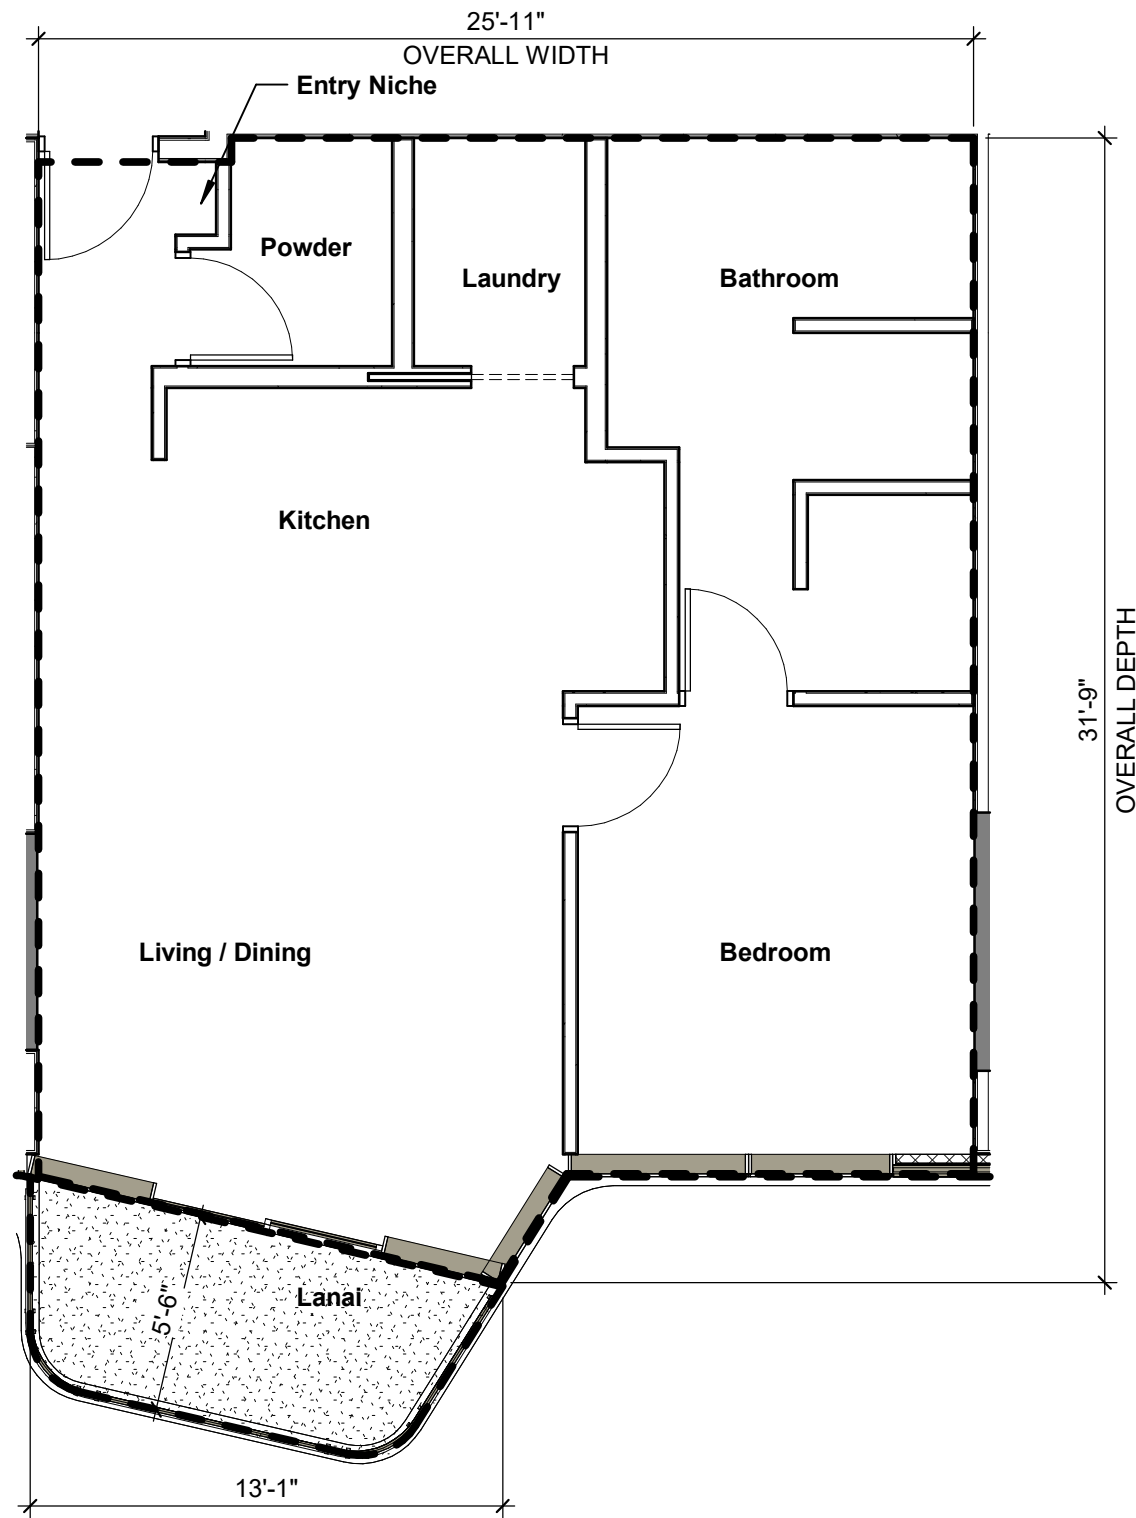 25'-11"
OVERALL WIDTH
Entry Niche
Powder
Laundry
Bathroom
Kitchen
31'-9"
OVERALL DEPTH
Living / Dining
Bedroom
Lanai
5'-6"
13'-1"